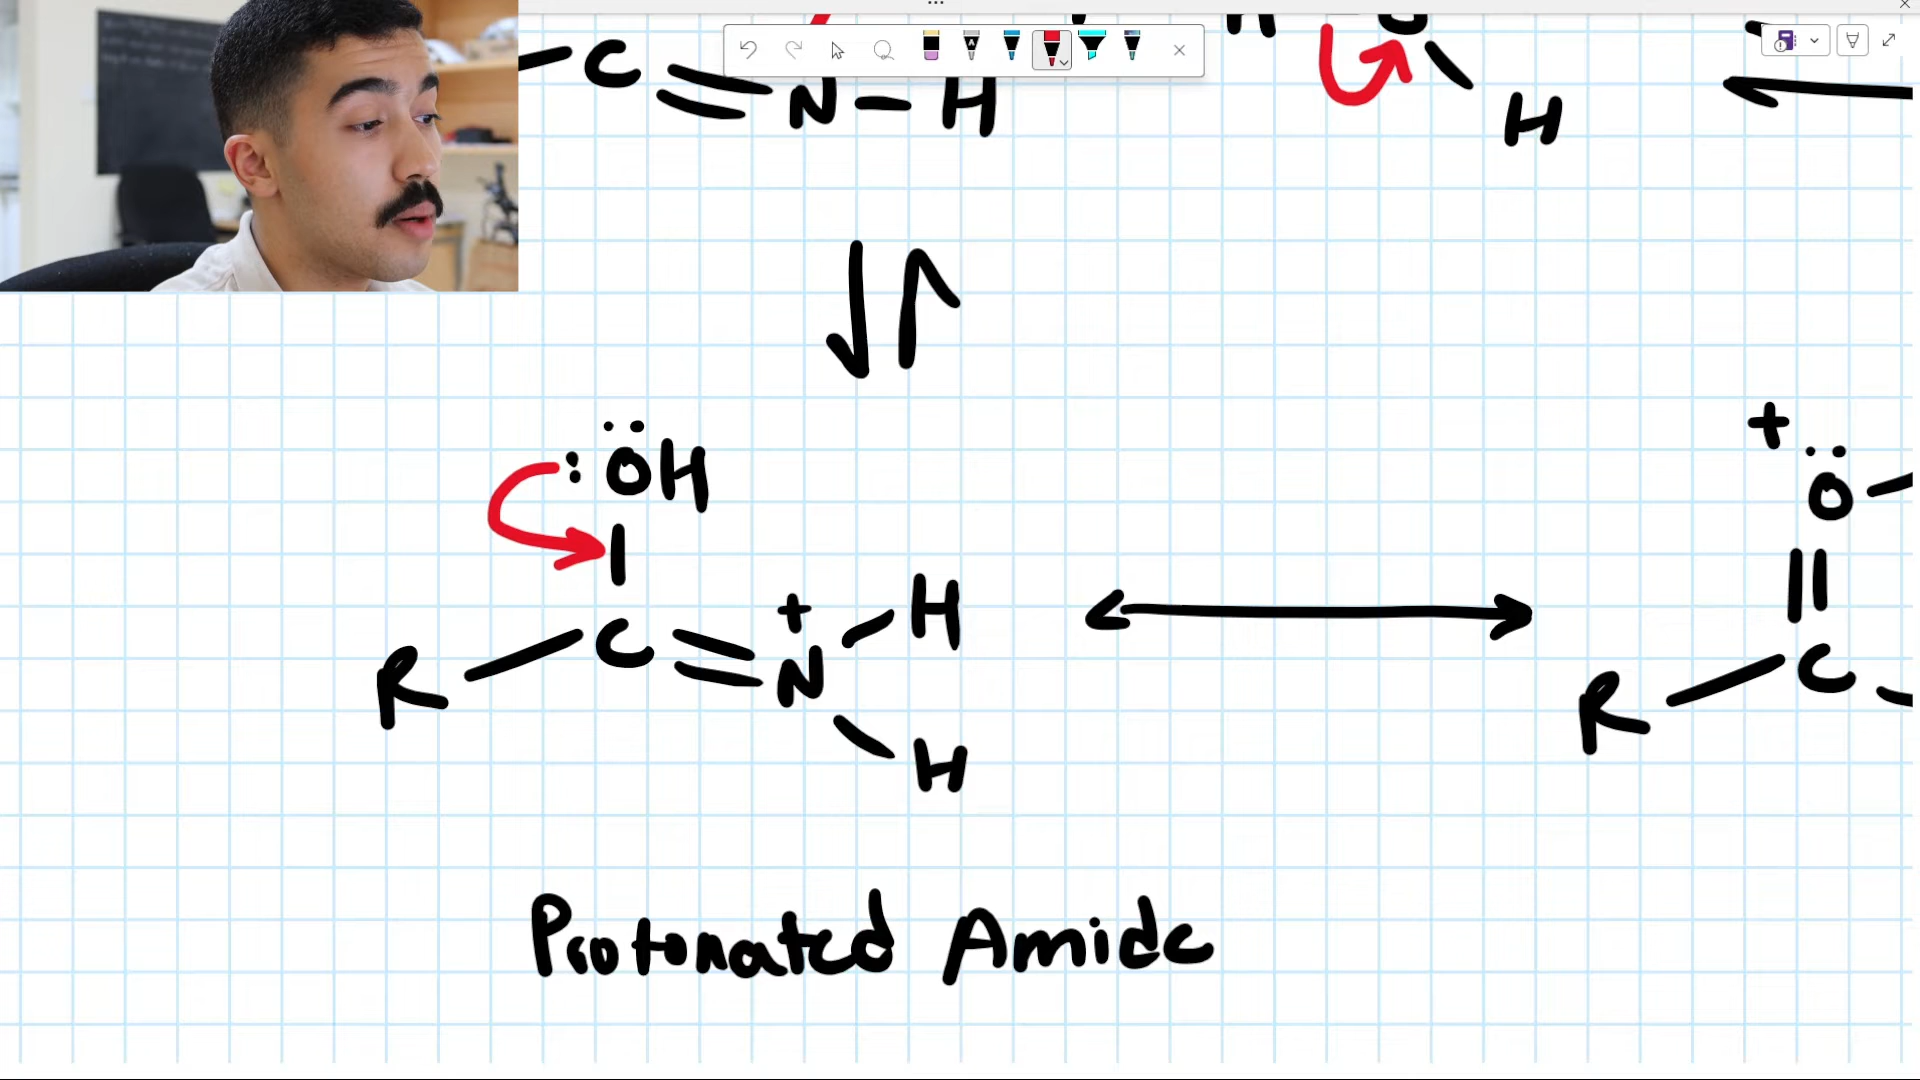 C N - H
H O
H
: ÖH
+
R C N H
H
+
Ö
R C
Protonated Amide